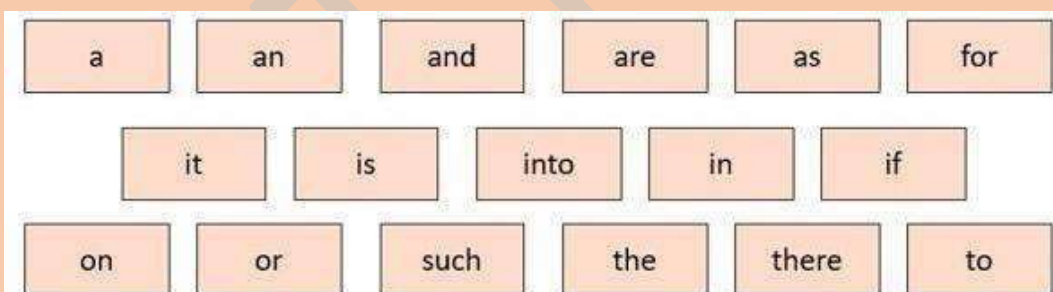 a an and are as for
it is into in if
on or such the there to